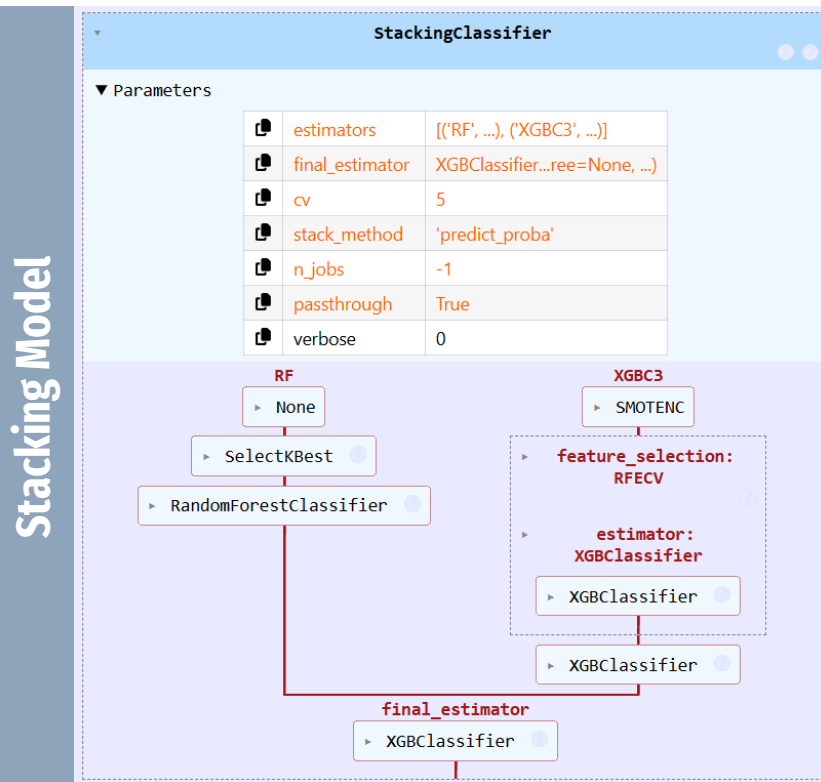 Stacking Model
StackingClassifier
Parameters
estimators [('RF', ...), ('XGBC3', ...)]
final_estimator XGBClassifier...ree=None, ...)
cv 5
stack_method 'predict_proba'
n_jobs -1
passthrough True
verbose 0
RF XGBC3
None SMOTENC
SelectKBest feature_selection:
RFECV
RandomForestClassifier
estimator:
XGBClassifier
XGBClassifier
XGBClassifier
final_estimator
XGBClassifier